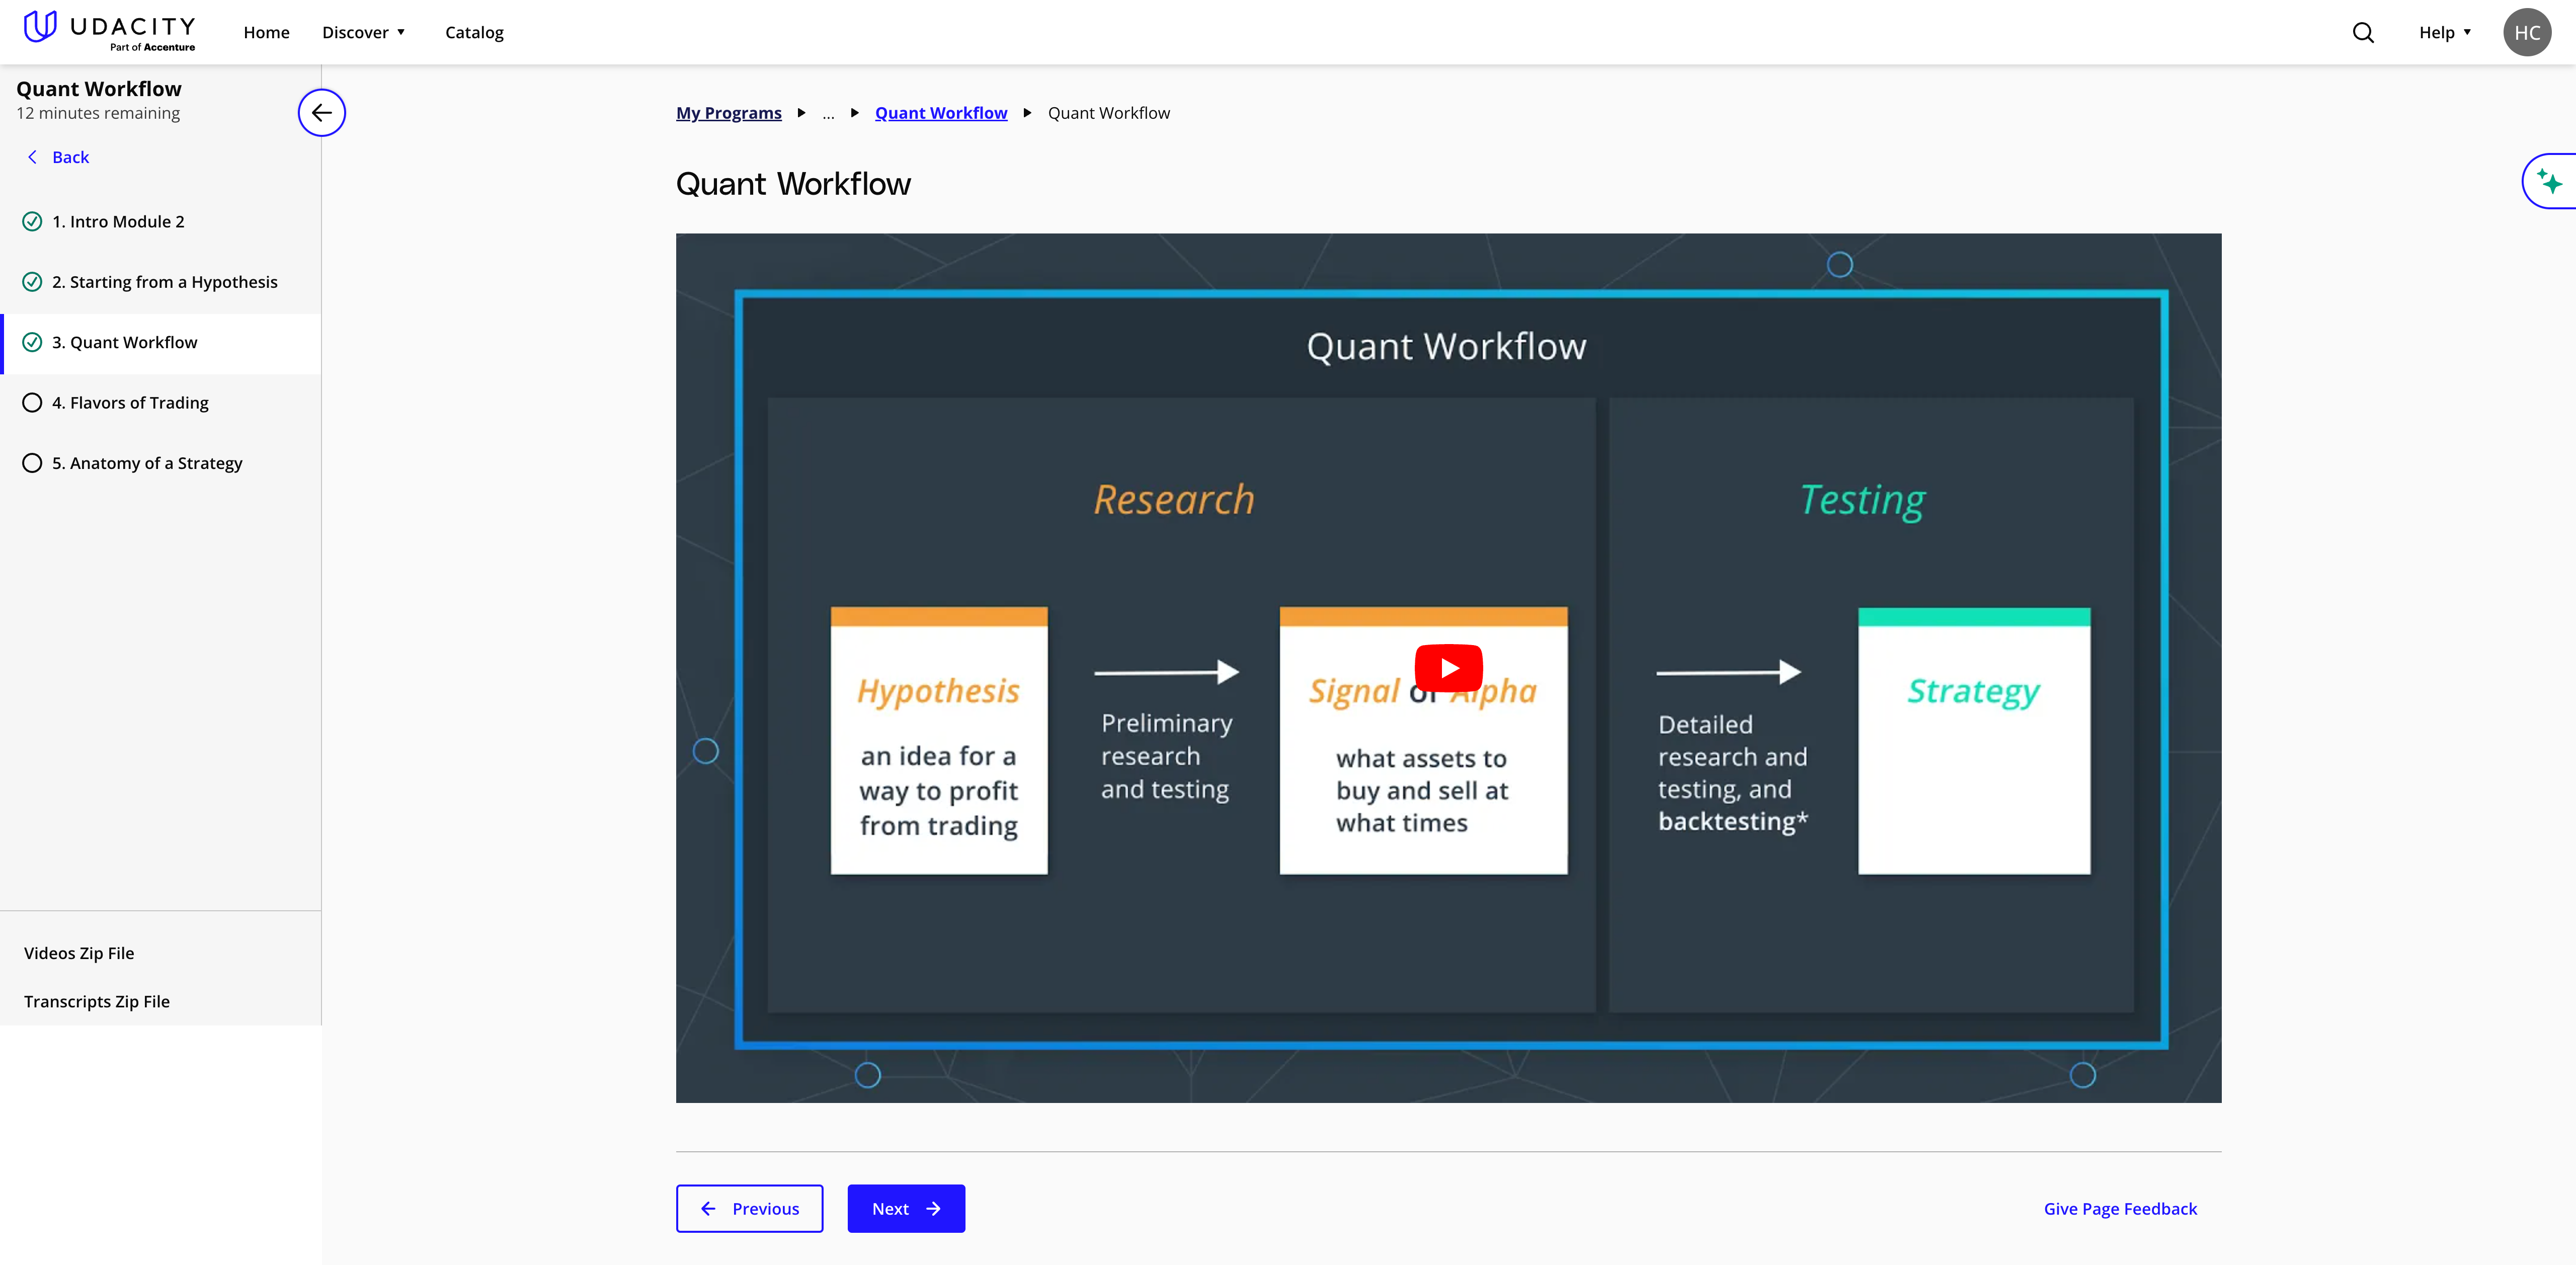 UDACITY
Part of Accenture
Home
Discover
Catalog
Help
HC
Quant Workflow
12 minutes remaining
Back
1. Intro Module 2
2. Starting from a Hypothesis
3. Quant Workflow
4. Flavors of Trading
5. Anatomy of a Strategy
Videos Zip File
Transcripts Zip File
My Programs
...
Quant Workflow
Quant Workflow
Quant Workflow
Quant Workflow
Research
Hypothesis
an idea for a
way to profit
from trading
Preliminary
research
and testing
Signal or Alpha
what assets to
buy and sell at
what times
Testing
Detailed
research and
testing, and
backtesting*
Strategy
Previous
Next
Give Page Feedback